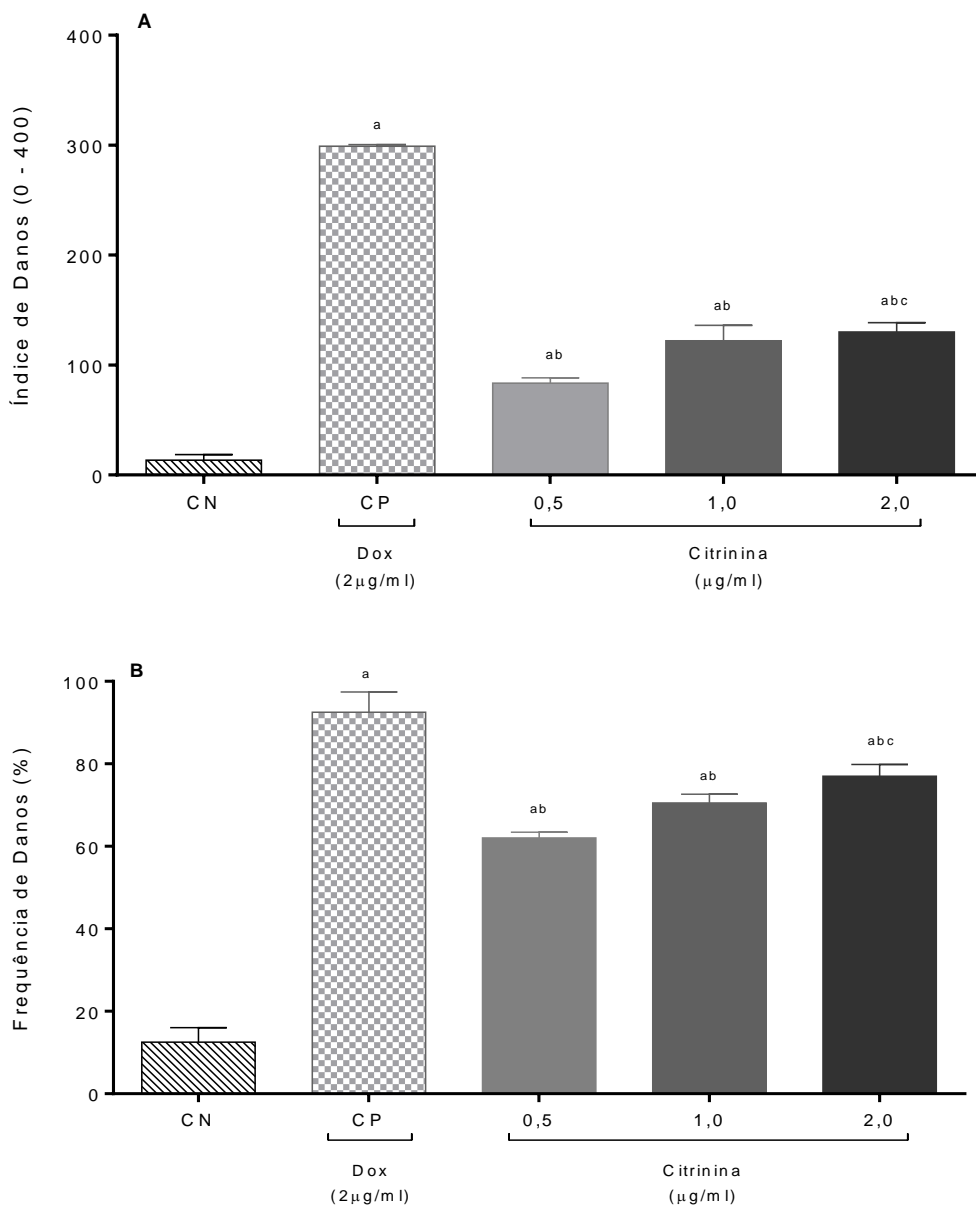 A
400
300
200
100
0
Índice de Danos (0 - 400)
a
ab
ab
abc
CN
CP
0,5
1,0
2,0
Dox
(2µg/ml)
Citrinina
(µg/ml)
B
100
80
60
40
20
0
Frequência de Danos (%)
a
ab
ab
abc
CN
CP
0,5
1,0
2,0
Dox
(2µg/ml)
Citrinina
(µg/ml)